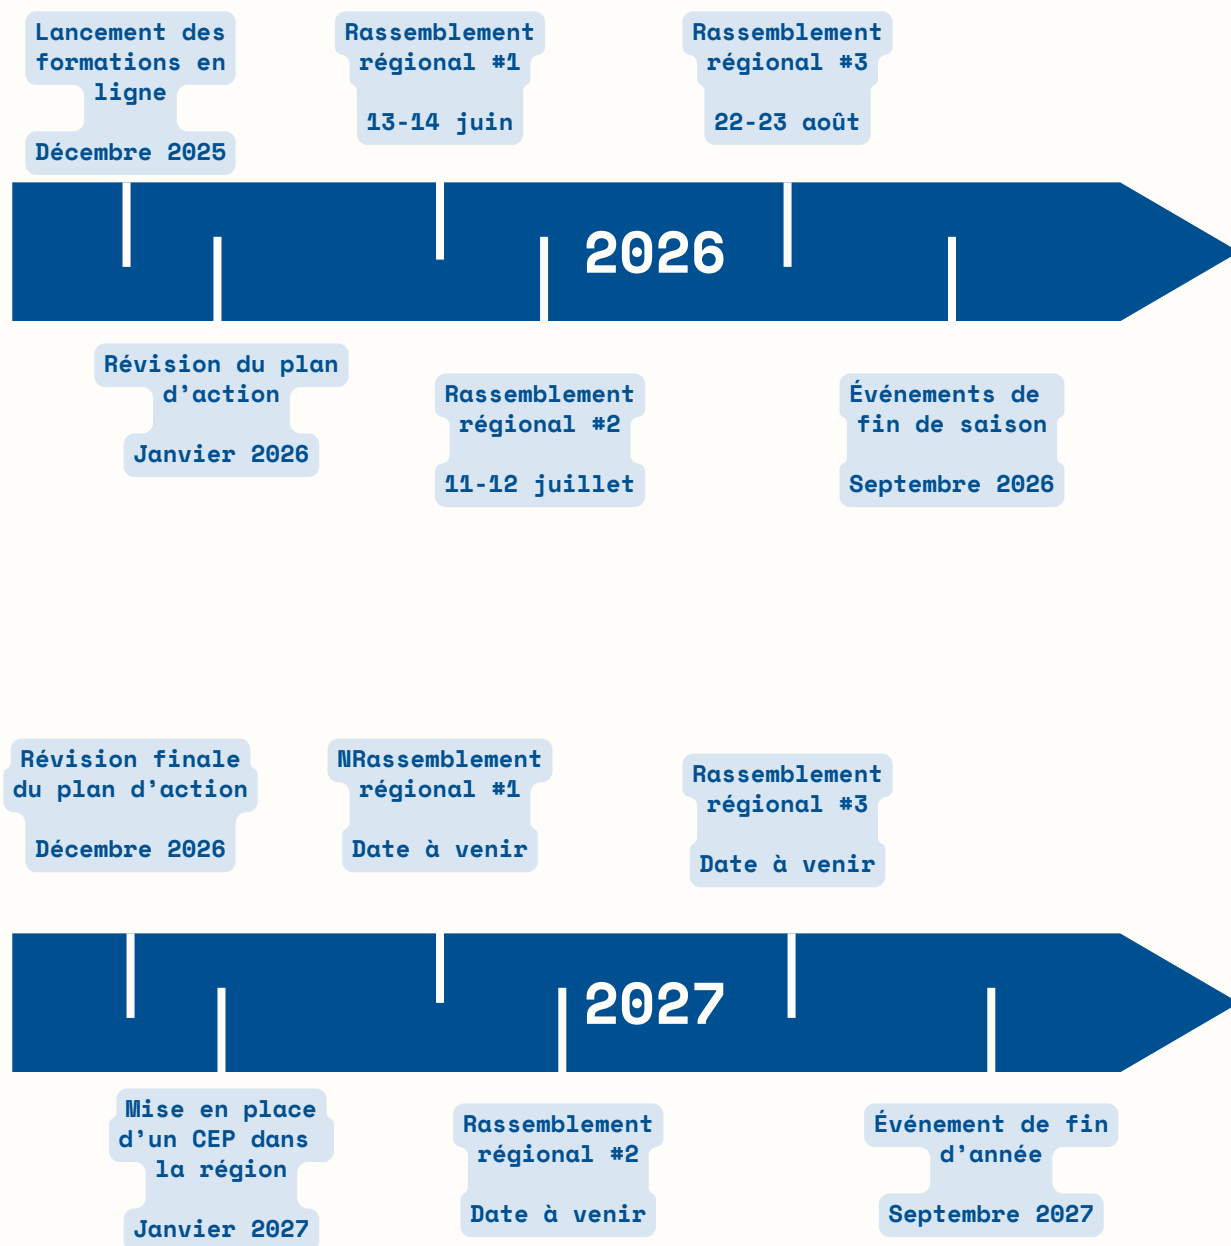 Lancement des
formations en
ligne
Décembre 2025
Rassemblement
régional #1
13-14 juin
Rassemblement
régional #3
22-23 août
2026
Révision du plan
d'action
Janvier 2026
Rassemblement
régional #2
11-12 juillet
Événements de
fin de saison
Septembre 2026
Révision finale
du plan d'action
Décembre 2026
NRassemblement
régional #1
Date à venir
Rassemblement
régional #3
Date à venir
2027
Mise en place
d'un CEP dans
la région
Janvier 2027
Rassemblement
régional #2
Date à venir
Événement de fin
d'année
Septembre 2027